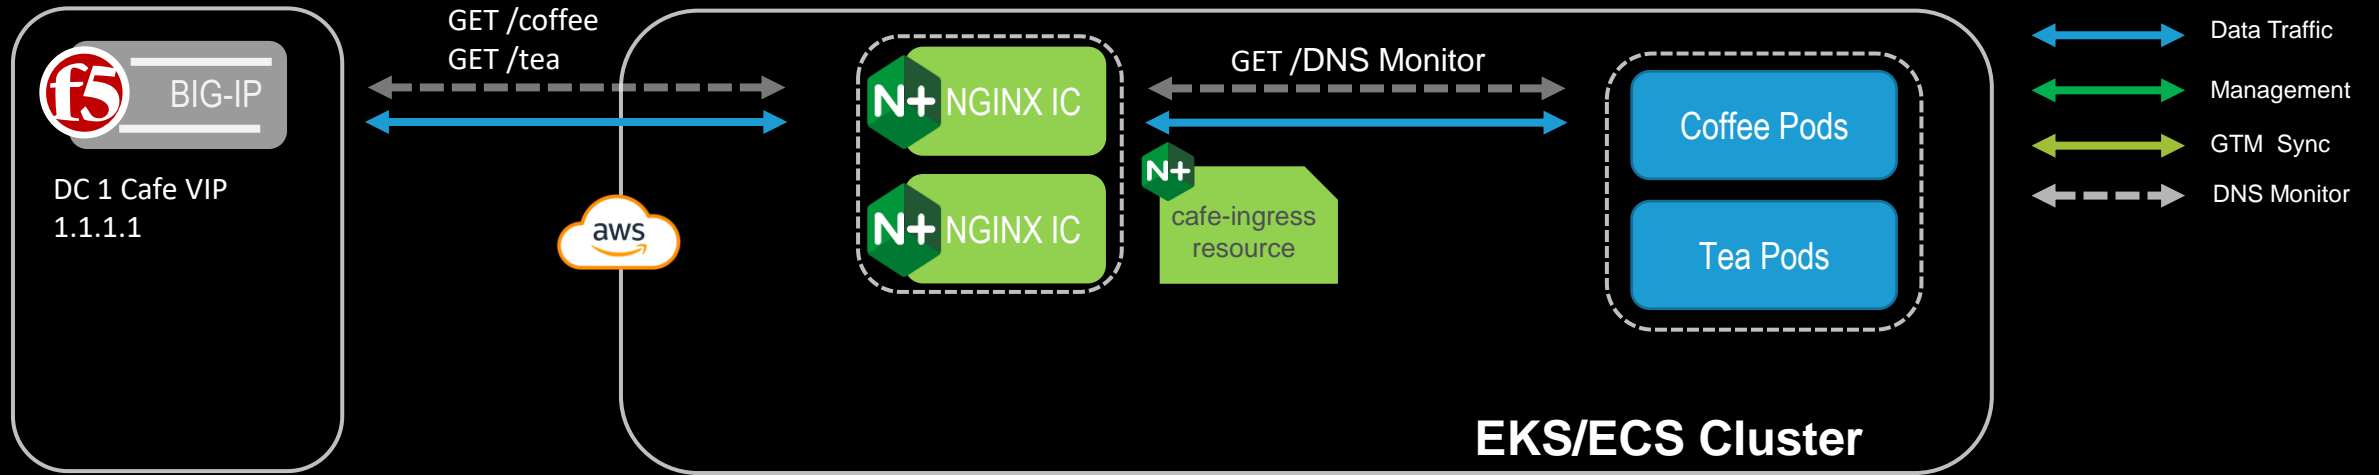 f5
BIG-IP
DC 1 Cafe VIP
1.1.1.1
GET /coffee
GET /tea
aws
N+ NGINX IC
N+ NGINX IC
GET /DNS Monitor
N+
cafe-ingress
resource
Coffee Pods
Tea Pods
EKS/ECS Cluster
Data Traffic
Management
GTM Sync
DNS Monitor